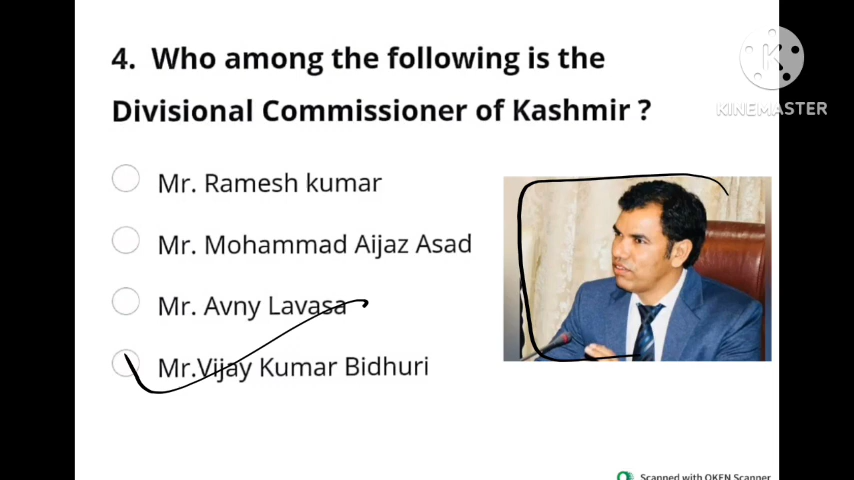 4. Who among the following is the
Divisional Commissioner of Kashmir ?
KINEMASTER
Mr. Ramesh kumar
Mr. Mohammad Aijaz Asad
Mr. Avny Lavasa
Mr.Vijay Kumar Bidhuri
Scanned with OKEN Scanner